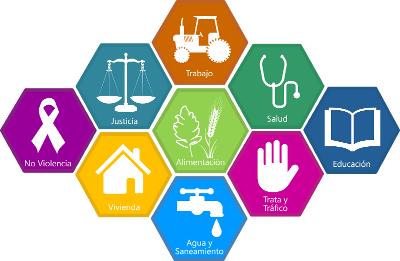 Trabajo
Justicia
Salud
No Violencia
Alimentación
Educación
Vivienda
Trata y
Tráfico
Agua y
Saneamiento